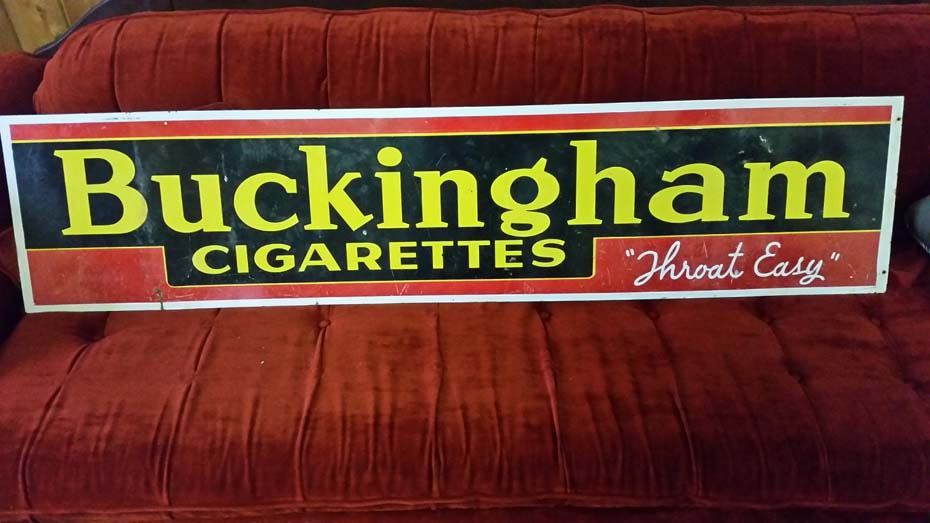 Buckingham
CIGARETTES
"Throat Easy"